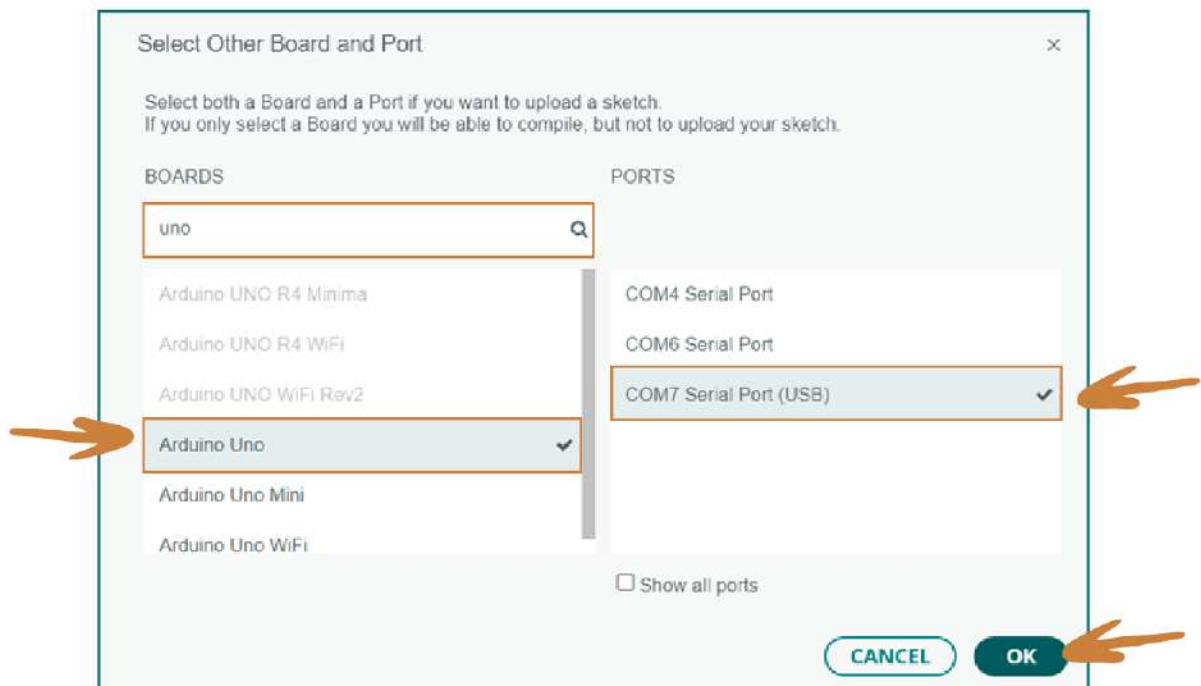 Select Other Board and Port
Select both a Board and a Port if you want to upload a sketch.
If you only select a Board you will be able to compile, but not to upload your sketch.
BOARDS
PORTS
uno
Arduino UNO R4 Minima
Arduino UNO R4 WiFi
Arduino UNO WiFi Rev2
Arduino Uno
Arduino Uno Mini
Arduino Uno WiFi
COM4 Serial Port
COM6 Serial Port
COM7 Serial Port (USB)
Show all ports
CANCEL
OK